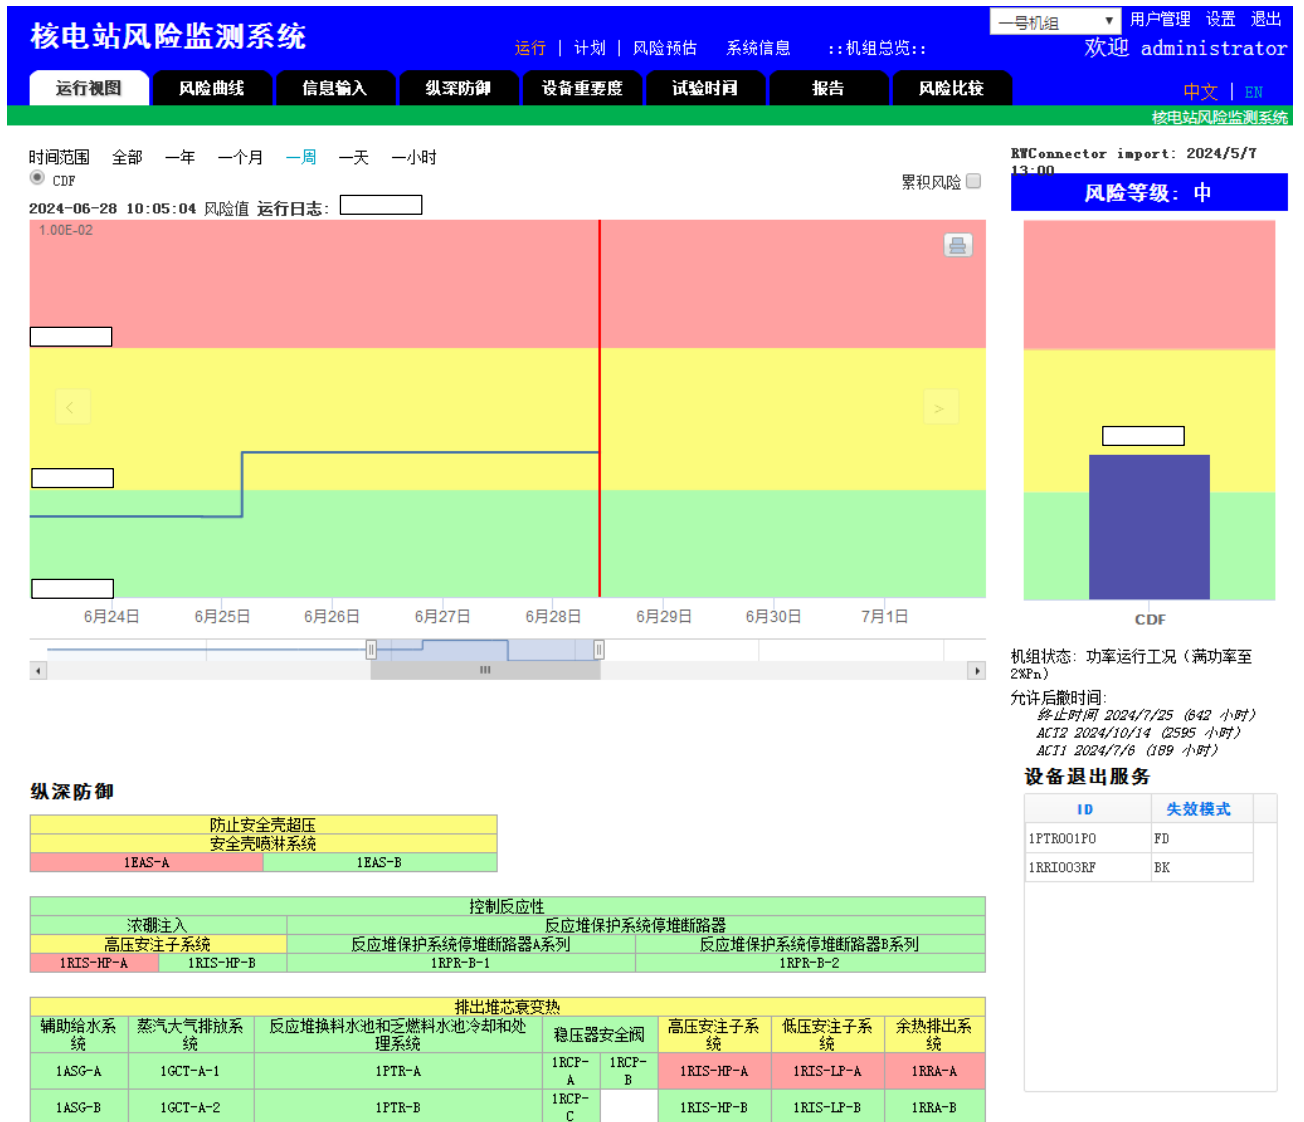 核电站风险监测系统
一号机组
用户管理 设置 退出
运行 | 计划 | 风险预估 系统信息 ::机组总览::
欢迎 administrator
运行视图 风险曲线 信息输入 纵深防御 设备重要度 试验时间 报告 风险比较
中文 | EN
核电站风险监测系统
时间范围 全部 一年 一个月 一周 一天 一小时
CDF
累积风险
2024-06-28 10:05:04 风险值 运行日志:
1.00E-02
<
>
6月24日 6月25日 6月26日 6月27日 6月28日 6月29日 6月30日 7月1日
RWConnector import: 2024/5/7
13:00
风险等级: 中
CDF
机组状态: 功率运行工况(满功率至
2%Pn)
允许后撤时间:
终止时间 2024/7/25 (642 小时)
ACT2 2024/10/14 (2595 小时)
ACT1 2024/7/6 (189 小时)
设备退出服务
ID 失效模式
1PTR001PO FD
1RRI003RF BK
纵深防御
防止安全壳超压
安全壳喷淋系统
1EAS-A 1EAS-B
控制反应性
浓硼注入 反应堆保护系统停堆断路器
高压安注子系统 反应堆保护系统停堆断路器A系列 反应堆保护系统停堆断路器B系列
1RIS-HP-A 1RIS-HP-B 1RPR-B-1 1RPR-B-2
排出堆芯衰变热
辅助给水系统 蒸汽大气排放系统 反应堆换料水池和乏燃料水池冷却和处理系统 稳压器安全阀 高压安注子系统 低压安注子系统 余热排出系统
1ASG-A 1GCT-A-1 1PTR-A 1RCP-A 1RCP-B 1RIS-HP-A 1RIS-LP-A 1RRA-A
1ASG-B 1GCT-A-2 1PTR-B 1RCP-C 1RIS-HP-B 1RIS-LP-B 1RRA-B